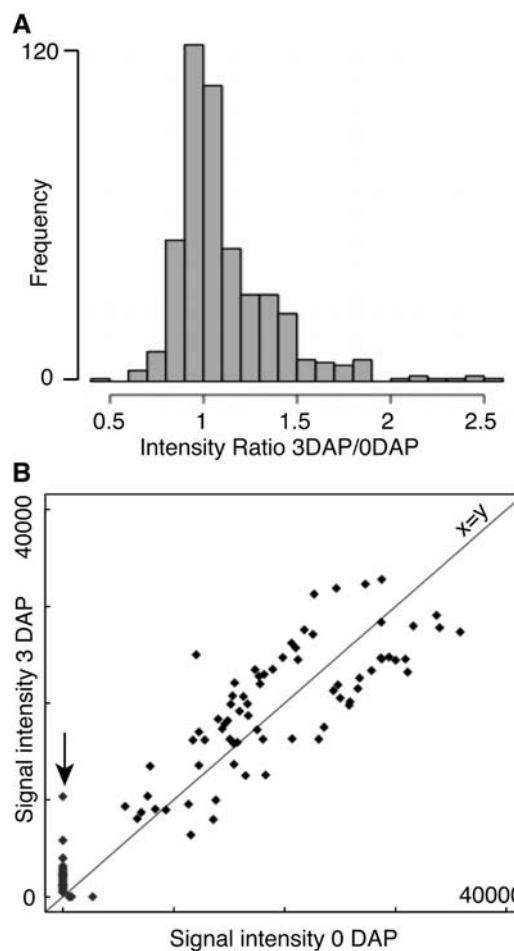 A
120
Frequency
0
0.5 1 1.5 2 2.5
Intensity Ratio 3DAP/0DAP
B
40000
x=y
Signal intensity 3 DAP
0
40000
Signal intensity 0 DAP